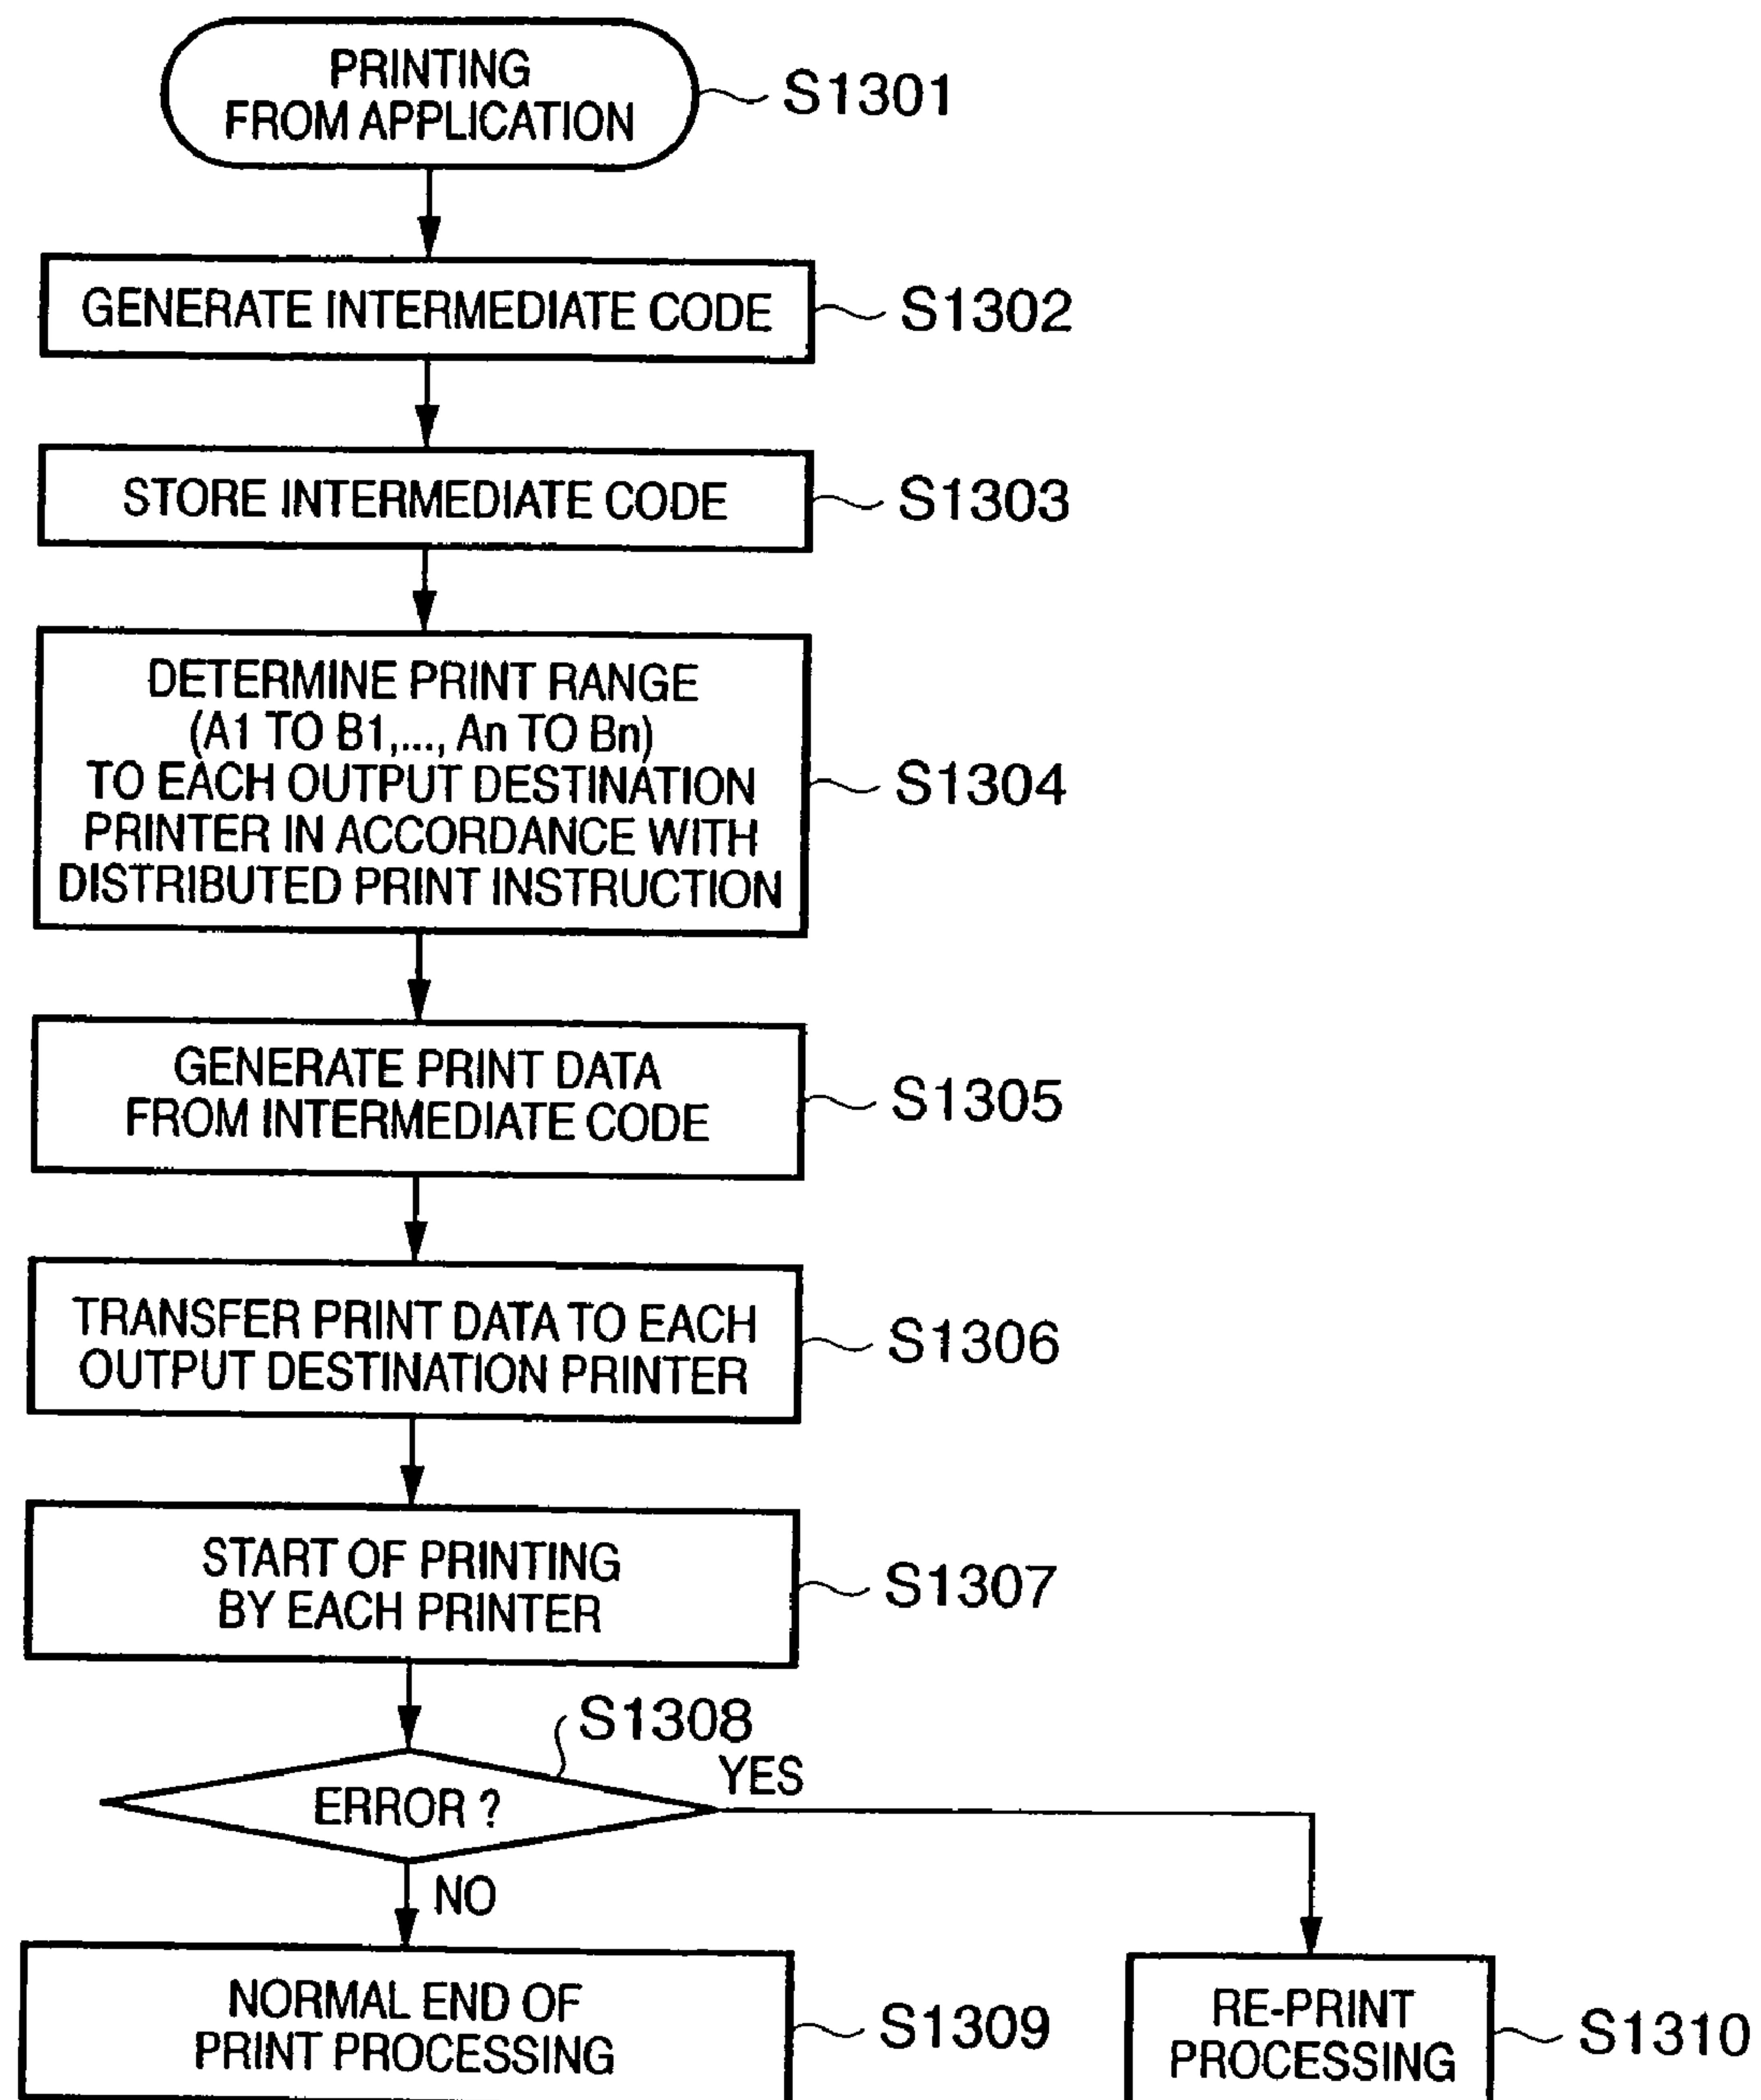 PRINTING
FROM APPLICATION
S1301
GENERATE INTERMEDIATE CODE
S1302
STORE INTERMEDIATE CODE
S1303
DETERMINE PRINT RANGE
(A1 TO B1,..., An TO Bn)
TO EACH OUTPUT DESTINATION
PRINTER IN ACCORDANCE WITH
DISTRIBUTED PRINT INSTRUCTION
S1304
GENERATE PRINT DATA
FROM INTERMEDIATE CODE
S1305
TRANSFER PRINT DATA TO EACH
OUTPUT DESTINATION PRINTER
S1306
START OF PRINTING
BY EACH PRINTER
S1307
S1308
ERROR ?
YES
NO
NORMAL END OF
PRINT PROCESSING
S1309
RE-PRINT
PROCESSING
S1310